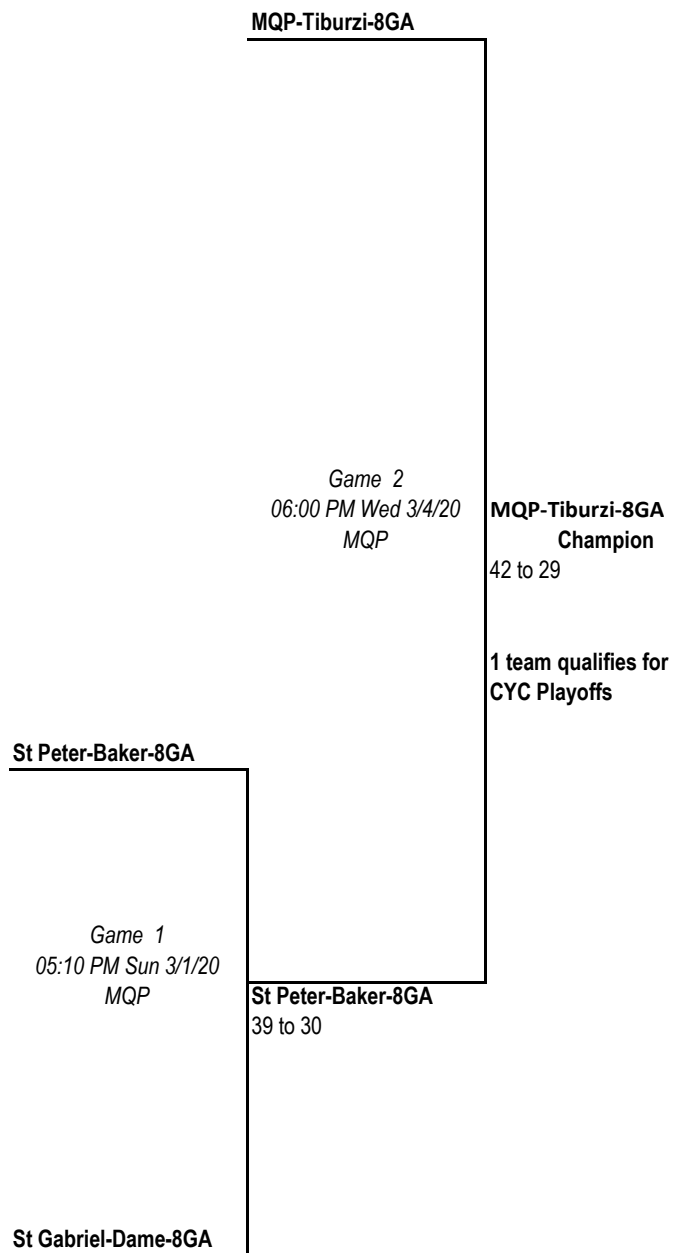 MQP-Tiburzi-8GA
Game 2
06:00 PM Wed 3/4/20
MQP
MQP-Tiburzi-8GA
Champion
42 to 29
1 team qualifies for
CYC Playoffs
St Peter-Baker-8GA
Game 1
05:10 PM Sun 3/1/20
MQP
St Peter-Baker-8GA
39 to 30
St Gabriel-Dame-8GA